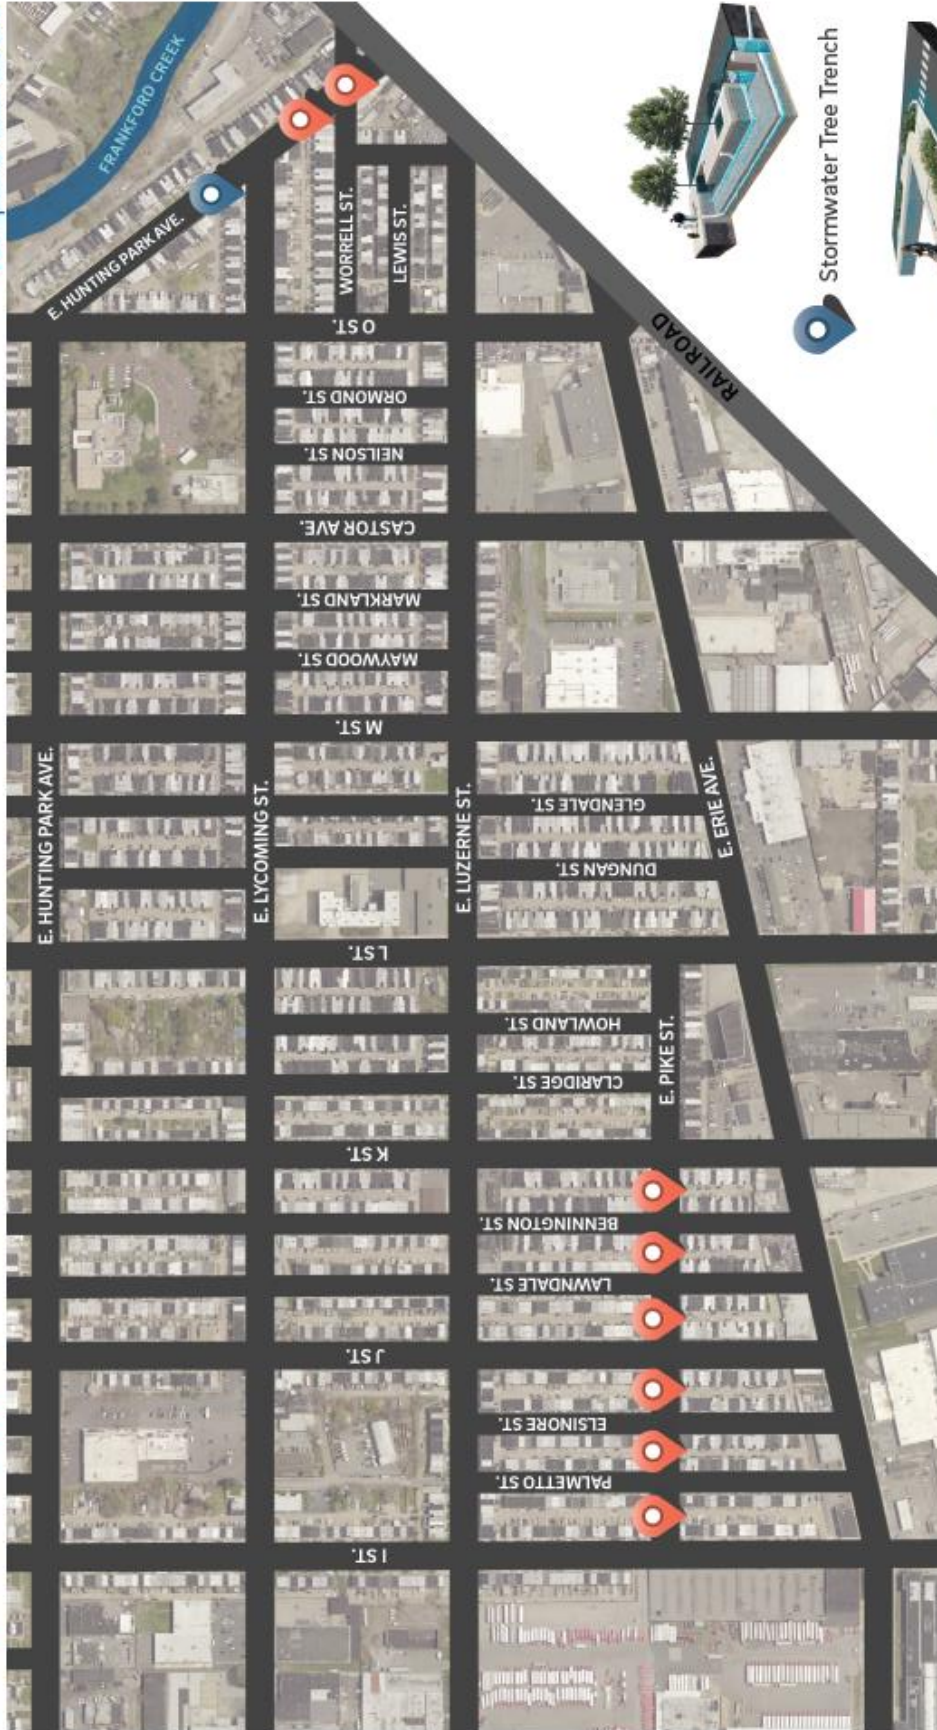 FRANKFORD CREEK
E. HUNTING PARK AVE.
WORRELL ST.
LEWIS ST.
O ST.
ORMOND ST.
NEILSON ST.
CASTOR AVE.
MARKLAND ST.
MAYWOOD ST.
M ST.
RAILROAD
Stormwater Tree Trench
E. HUNTING PARK AVE.
E. LYCOMING ST.
E. LUZERNE ST.
GLENDALE ST.
E. ERIE AVE.
DUNGAN ST.
L ST.
HOWLAND ST.
CLARIDGE ST.
E. PIKE ST.
K ST.
BENNINGTON ST.
LAWNDALE ST.
J ST.
ELSINORE ST.
PALMETTO ST.
I ST.